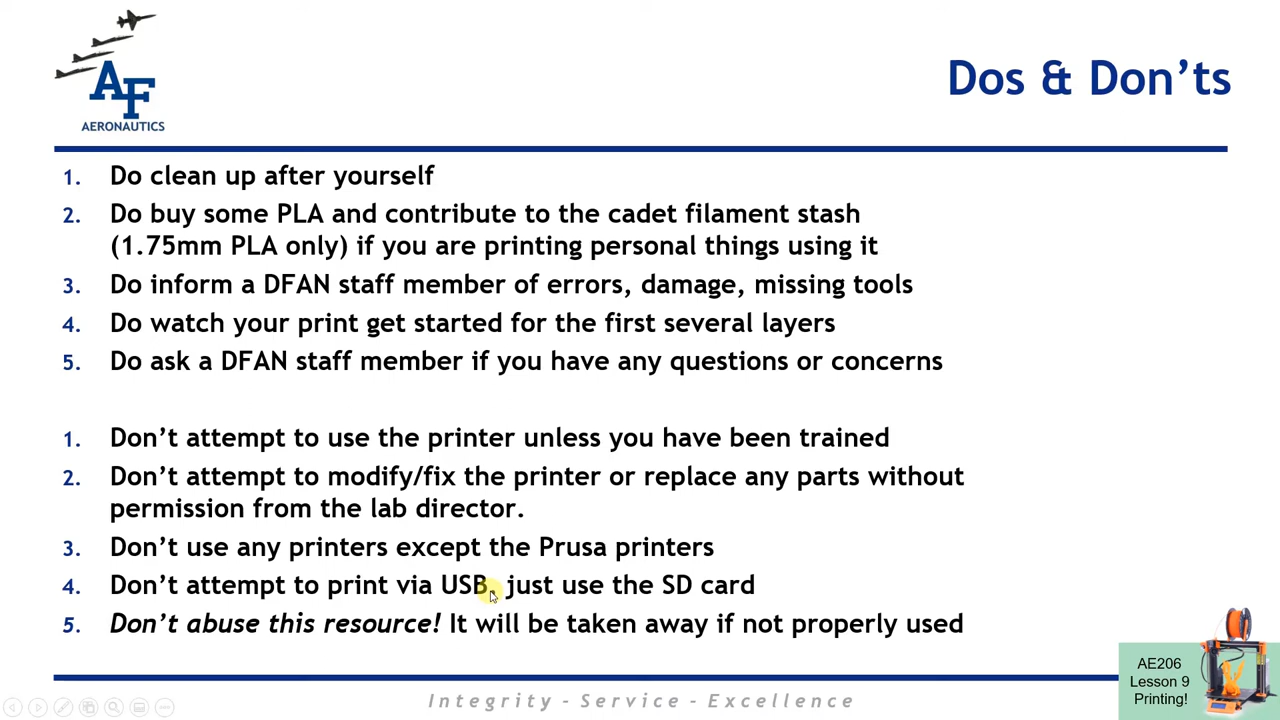 AF
AERONAUTICS
Dos & Don'ts
1. Do clean up after yourself
2. Do buy some PLA and contribute to the cadet filament stash
(1.75mm PLA only) if you are printing personal things using it
3. Do inform a DFAN staff member of errors, damage, missing tools
4. Do watch your print get started for the first several layers
5. Do ask a DFAN staff member if you have any questions or concerns
1. Don't attempt to use the printer unless you have been trained
2. Don't attempt to modify/fix the printer or replace any parts without
permission from the lab director.
3. Don't use any printers except the Prusa printers
4. Don't attempt to print via USB, just use the SD card
5. Don't abuse this resource! It will be taken away if not properly used
Integrity - Service - Excellence
AE206
Lesson 9
Printing!